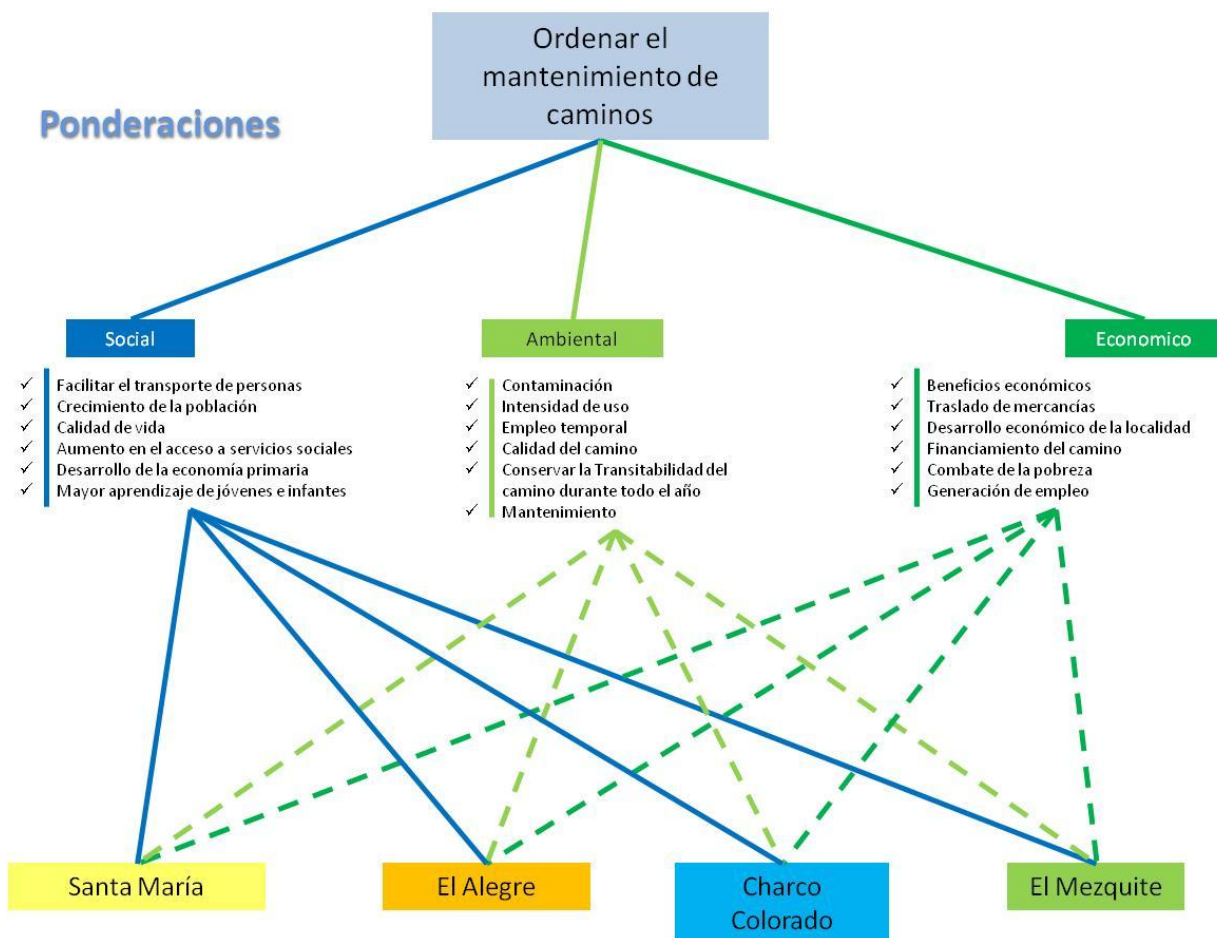 Ordenar el
mantenimiento de
caminos
Ponderaciones
Social
Facilitar el transporte de personas
Crecimiento de la población
Calidad de vida
Aumento en el acceso a servicios sociales
Desarrollo de la economía primaria
Mayor aprendizaje de jóvenes e infantes
Ambiental
Contaminación
Intensidad de uso
Empleo temporal
Calidad del camino
Conservar la Transitabilidad del
camino durante todo el año
Mantenimiento
Economico
Beneficios económicos
Traslado de mercancías
Desarrollo económico de la localidad
Financiamiento del camino
Combate de la pobreza
Generación de empleo
Santa María
El Alegre
Charco
Colorado
El Mezquite